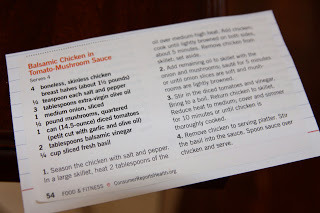 Balsamic Chicken in
Tomato-Mushroom Sauce
Serves 4
4 boneless, skinless chicken
breast halves (about 1½ pounds)
¼ teaspoon each salt and pepper
3 tablespoons extra-virgin olive oil
1 medium onion, sliced
½ pound mushrooms, quartered
1 can (14.5-ounce) diced tomatoes
(petit cut with garlic and olive oil)
2 tablespoons balsamic vinegar
¼ cup sliced fresh basil
1. Season the chicken with salt and pepper.
In a large skillet, heat 2 tablespoons of the
54 FOOD & FITNESS ConsumerReportsHealth.org
oil over medium high heat. Add chicken,
cook until lightly browned on both sides,
about 5 minutes. Remove chicken from
skillet, set aside.
2. Add remaining oil to skillet with the
onion and mushrooms; sauté for 5 minutes
or until onion slices are soft and mush-
rooms are lightly browned.
3. Stir in the diced tomatoes and vinegar.
Bring to a boil. Return chicken to skillet.
Reduce heat to medium; cover and simmer
for 10 minutes or until chicken is
thoroughly cooked.
4. Remove chicken to serving platter. Stir
the basil into the sauce. Spoon sauce over
chicken and serve.